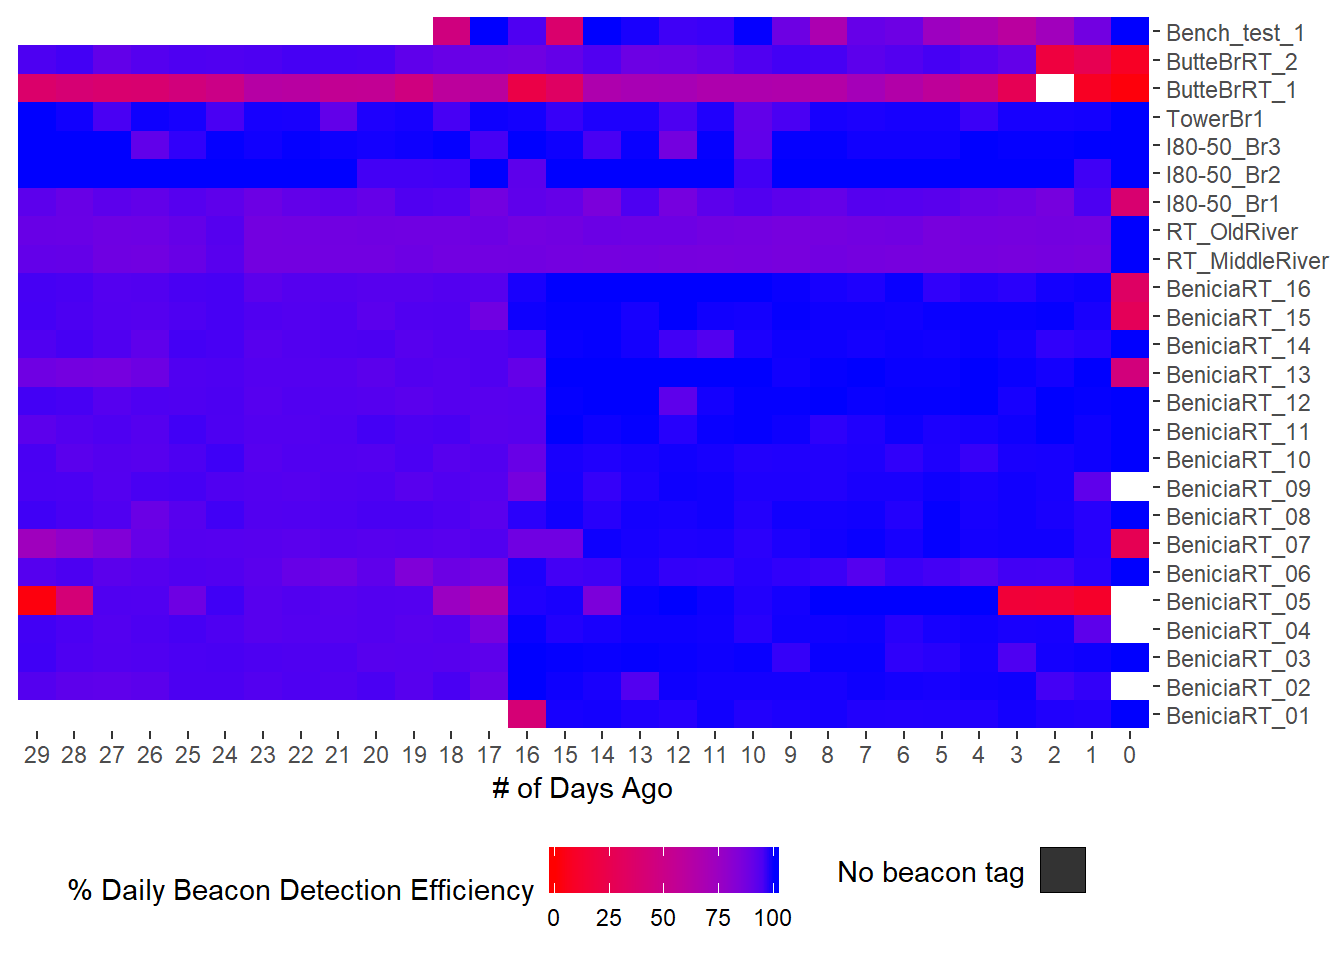 Bench_test_1
ButteBrRT_2
ButteBrRT_1
TowerBr1
I80-50_Br3
I80-50_Br2
I80-50_Br1
RT_OldRiver
RT_MiddleRiver
BeniciaRT_16
BeniciaRT_15
BeniciaRT_14
BeniciaRT_13
BeniciaRT_12
BeniciaRT_11
BeniciaRT_10
BeniciaRT_09
BeniciaRT_08
BeniciaRT_07
BeniciaRT_06
BeniciaRT_05
BeniciaRT_04
BeniciaRT_03
BeniciaRT_02
BeniciaRT_01
29 28 27 26 25 24 23 22 21 20 19 18 17 16 15 14 13 12 11 10 9 8 7 6 5 4 3 2 1 0
# of Days Ago
% Daily Beacon Detection Efficiency
0 25 50 75 100
No beacon tag